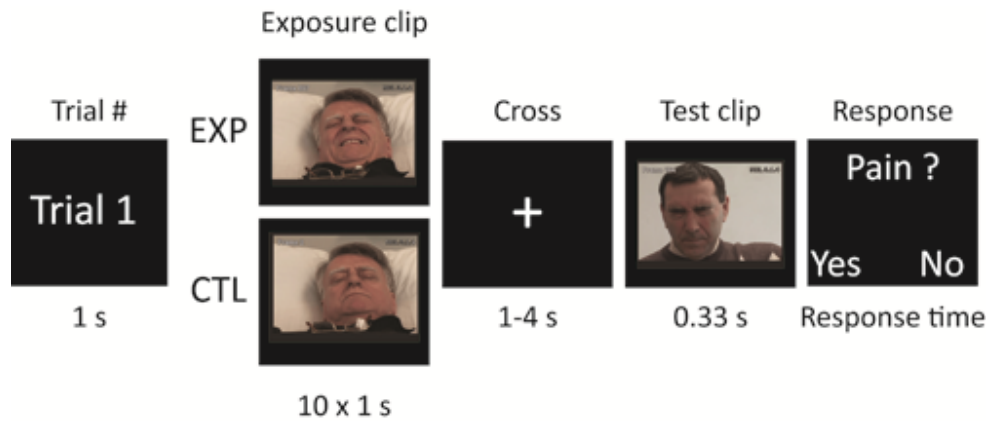 Exposure clip
Trial #
Cross
Test clip
Response
EXP
Trial 1
+
Pain ?
Yes No
CTL
1 s
1-4 s
0.33 s
Response time
10 x 1 s